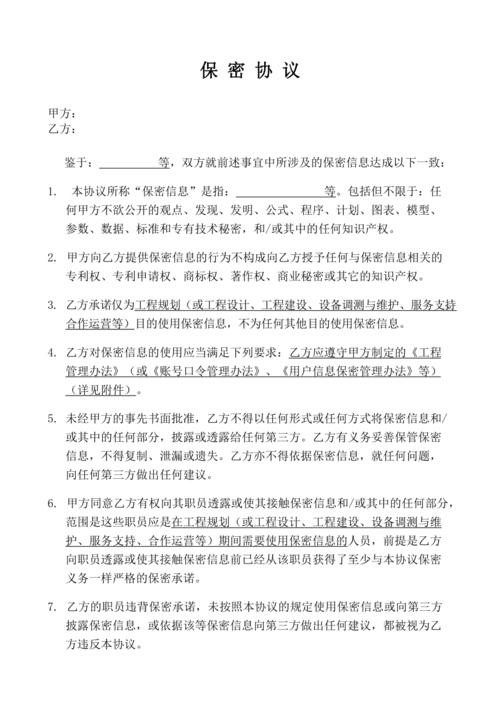 保 密 协 议
甲方：
乙方：
鉴于：__________等，双方就前述事宜中所涉及的保密信息达成以下一致：
1. 本协议所称“保密信息”是指：________________等。包括但不限于：任
何甲方不欲公开的观点、发现、发明、公式、程序、计划、图表、模型、
参数、数据、标准和专有技术秘密，和/或其中的任何知识产权。
2. 甲方向乙方提供保密信息的行为不构成向乙方授予任何与保密信息相关的
专利权、专利申请权、商标权、著作权、商业秘密或其它的知识产权。
3. 乙方承诺仅为工程规划（或工程设计、工程建设、设备调测与维护、服务支持
合作运营等）目的使用保密信息，不为任何其他目的使用保密信息。
4. 乙方对保密信息的使用应当满足下列要求：乙方应遵守甲方制定的《工程
管理办法》（或《账号口令管理办法》、《用户信息保密管理办法》等）
（详见附件）。
5. 未经甲方的事先书面批准，乙方不得以任何形式或任何方式将保密信息和/
或其中的任何部分，披露或透露给任何第三方。乙方有义务妥善保管保密
信息，不得复制、泄漏或遗失。乙方亦不得依据保密信息，就任何问题，
向任何第三方做出任何建议。
6. 甲方同意乙方有权向其职员透露或使其接触保密信息和/或其中的任何部分，
范围是这些职员应是在工程规划（或工程设计、工程建设、设备调测与维
护、服务支持、合作运营等）期间需要使用保密信息的人员，前提是乙方
向职员透露或使其接触保密信息前已经从该职员获得了至少与本协议保密
义务一样严格的保密承诺。
7. 乙方的职员违背保密承诺，未按照本协议的规定使用保密信息或向第三方
披露保密信息，或依据该等保密信息向第三方做出任何建议，都被视为乙
方违反本协议。